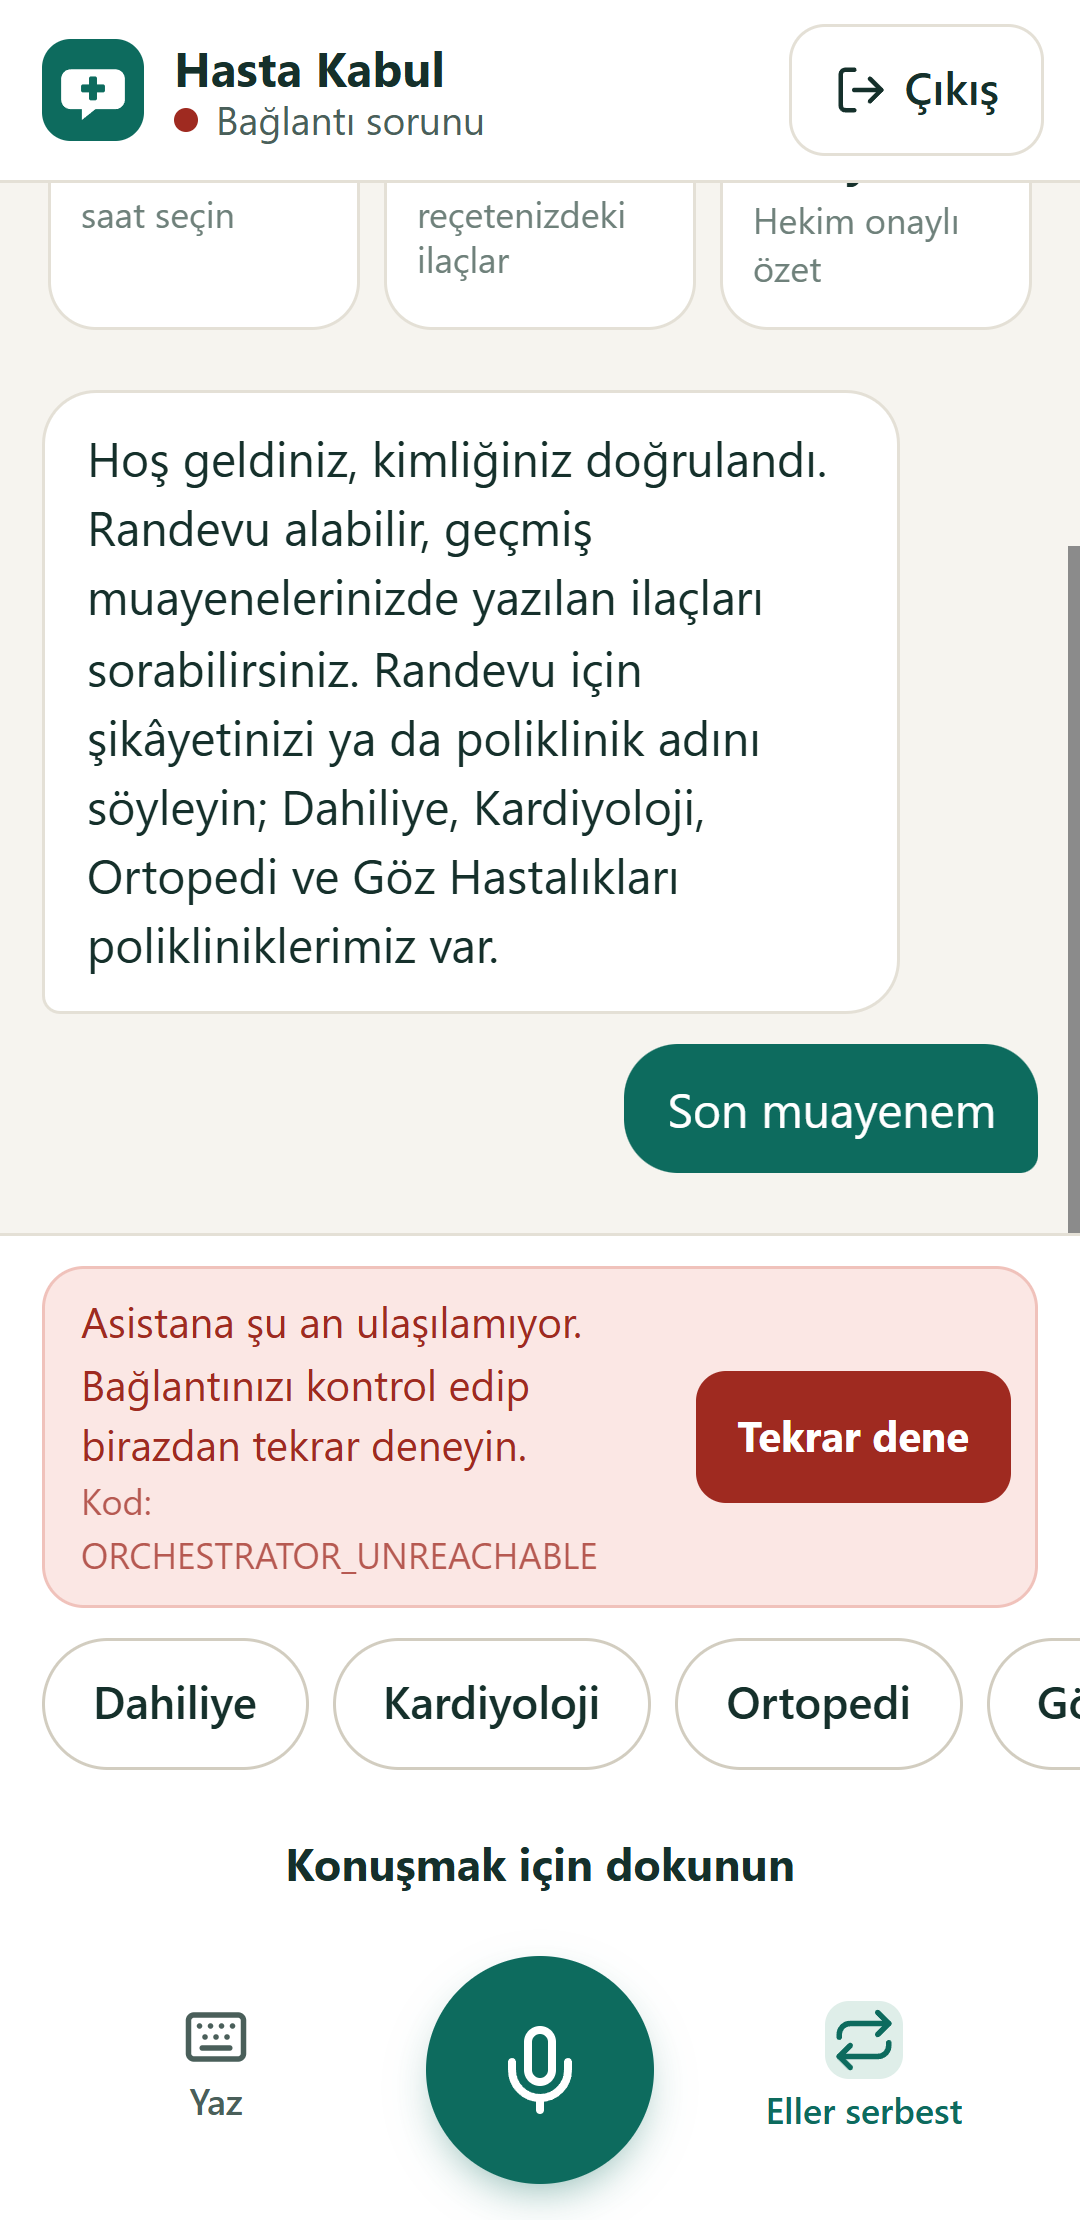 Hasta Kabul
Bağlantı sorunu
Çıkış
saat seçin
reçetenizdeki
ilaçlar
Hekim onaylı
özet
Hoş geldiniz, kimliğiniz doğrulandı.
Randevu alabilir, geçmiş
muayenelerinizde yazılan ilaçları
sorabilirsiniz. Randevu için
şikâyetinizi ya da poliklinik adını
söyleyin; Dahiliye, Kardiyoloji,
Ortopedi ve Göz Hastalıkları
polikliniklerimiz var.
Son muayenem
Asistana şu an ulaşılamıyor.
Bağlantınızı kontrol edip
birazdan tekrar deneyin.
Kod:
ORCHESTRATOR_UNREACHABLE
Tekrar dene
Dahiliye
Kardiyoloji
Ortopedi
Konuşmak için dokunun
Yaz
Eller serbest